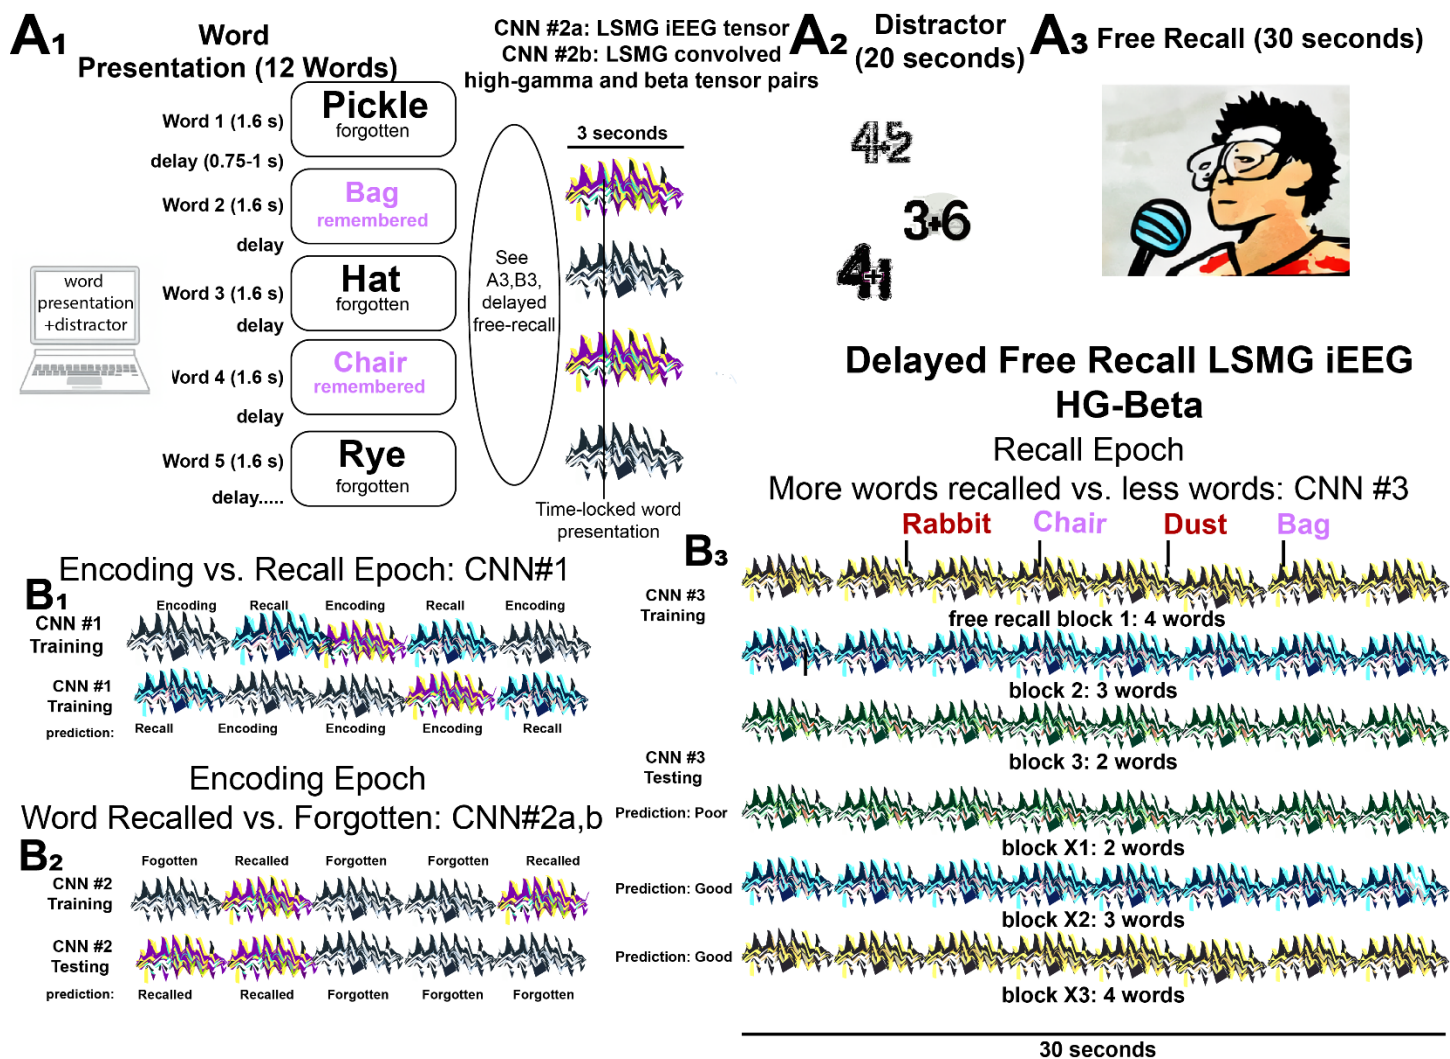 A1
Word
Presentation (12 Words)
Word 1 (1.6 s)
Pickle
forgotten
delay (0.75-1 s)
Word 2 (1.6 s)
Bag
remembered
delay
Word 3 (1.6 s)
Hat
forgotten
delay
Word 4 (1.6 s)
Chair
remembered
delay
Word 5 (1.6 s)
Rye
forgotten
delay.....
word
presentation
+distractor
CNN #2a: LSMG iEEG tensor
CNN #2b: LSMG convolved
high-gamma and beta tensor pairs
See
A3,B3,
delayed
free-recall
3 seconds
Time-locked word
presentation
A2
Distractor
(20 seconds)
4+5
3+6
4+1
A3 Free Recall (30 seconds)
B1
Encoding vs. Recall Epoch: CNN#1
Encoding Recall Encoding Recall Encoding
CNN #1
Training
CNN #1
Training
prediction: Recall Encoding Encoding Encoding Recall
Encoding Epoch
Word Recalled vs. Forgotten: CNN#2a,b
B2
Fogotten Recalled Forgotten Forgotten Recalled
CNN #2
Training
CNN #2
Testing
prediction: Recalled Recalled Forgotten Forgotten Forgotten
Delayed Free Recall LSMG iEEG
HG-Beta
Recall Epoch
More words recalled vs. less words: CNN #3
B3
Rabbit Chair Dust Bag
CNN #3
Training
free recall block 1: 4 words
block 2: 3 words
block 3: 2 words
CNN #3
Testing
Prediction: Poor
block X1: 2 words
Prediction: Good
block X2: 3 words
Prediction: Good
block X3: 4 words
30 seconds